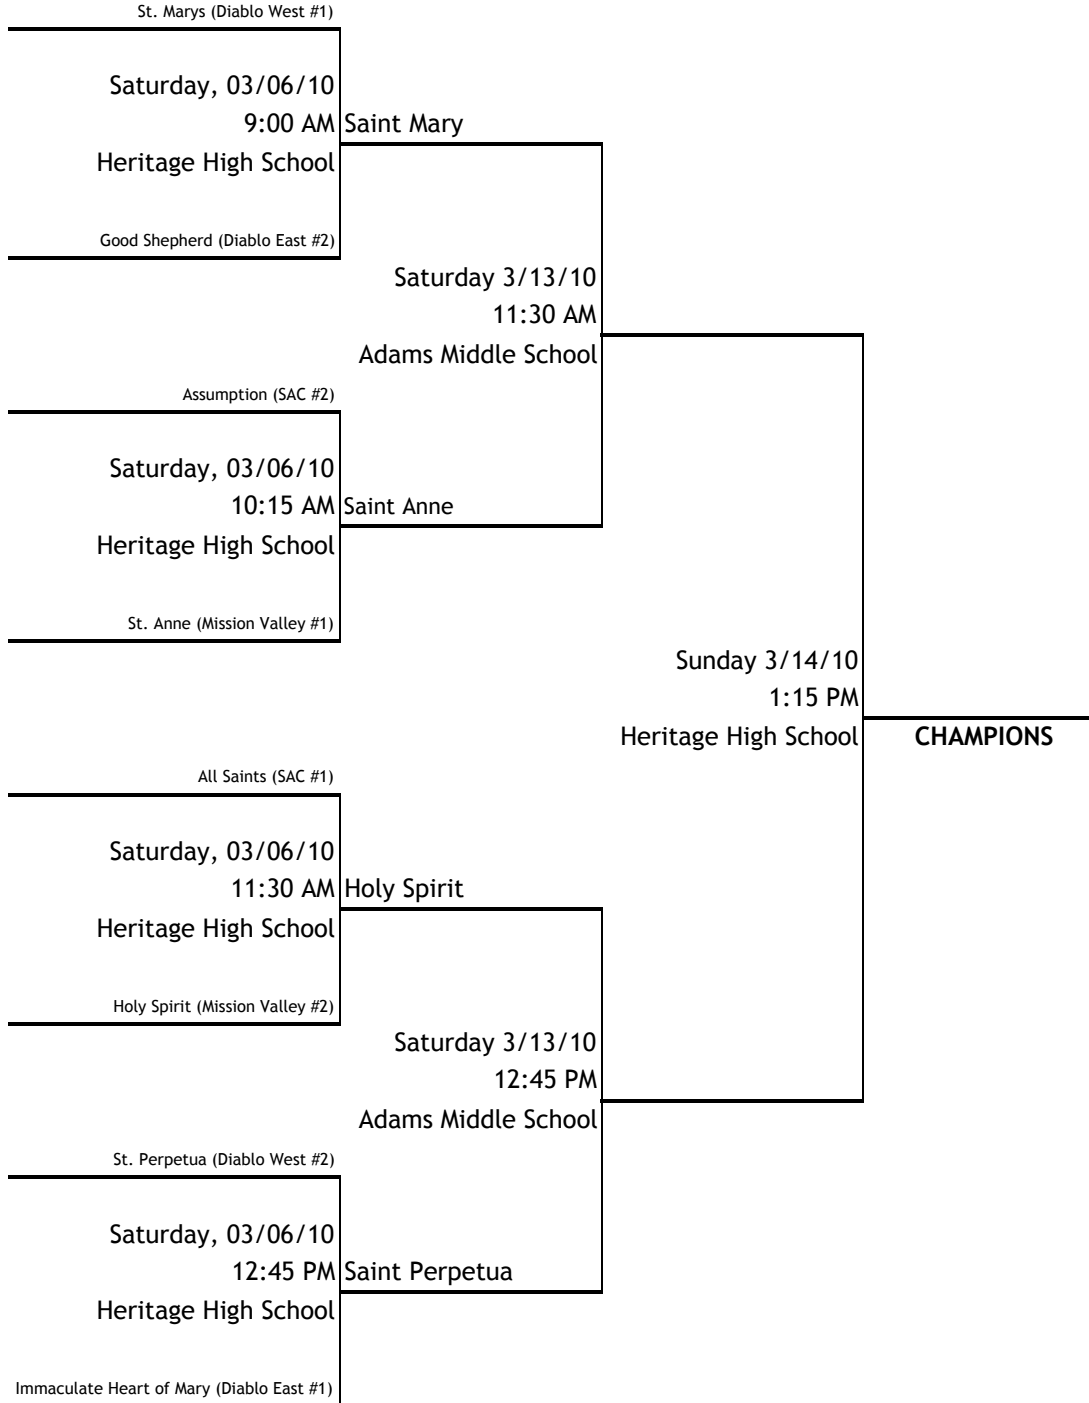 St. Marys (Diablo West #1)
Saturday, 03/06/10
9:00 AM Saint Mary
Heritage High School
Good Shepherd (Diablo East #2)
Saturday 3/13/10
11:30 AM
Adams Middle School
Assumption (SAC #2)
Saturday, 03/06/10
10:15 AM Saint Anne
Heritage High School
St. Anne (Mission Valley #1)
Sunday 3/14/10
1:15 PM
Heritage High School CHAMPIONS
All Saints (SAC #1)
Saturday, 03/06/10
11:30 AM Holy Spirit
Heritage High School
Holy Spirit (Mission Valley #2)
Saturday 3/13/10
12:45 PM
Adams Middle School
St. Perpetua (Diablo West #2)
Saturday, 03/06/10
12:45 PM Saint Perpetua
Heritage High School
Immaculate Heart of Mary (Diablo East #1)